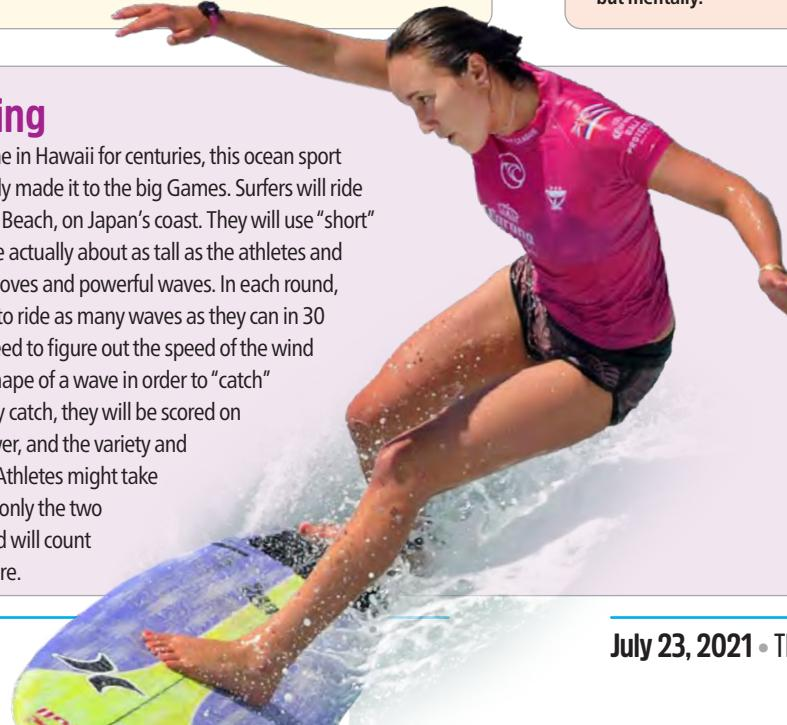 but mentally.
ing
e in Hawaii for centuries, this ocean sport
ly made it to the big Games. Surfers will ride
Beach, on Japan's coast. They will use “short”
e actually about as tall as the athletes and
oves and powerful waves. In each round,
to ride as many waves as they can in 30
eed to figure out the speed of the wind
hape of a wave in order to “catch”
y catch, they will be scored on
ver, and the variety and
Athletes might take
only the two
d will count
re.
July 23, 2021 • Th